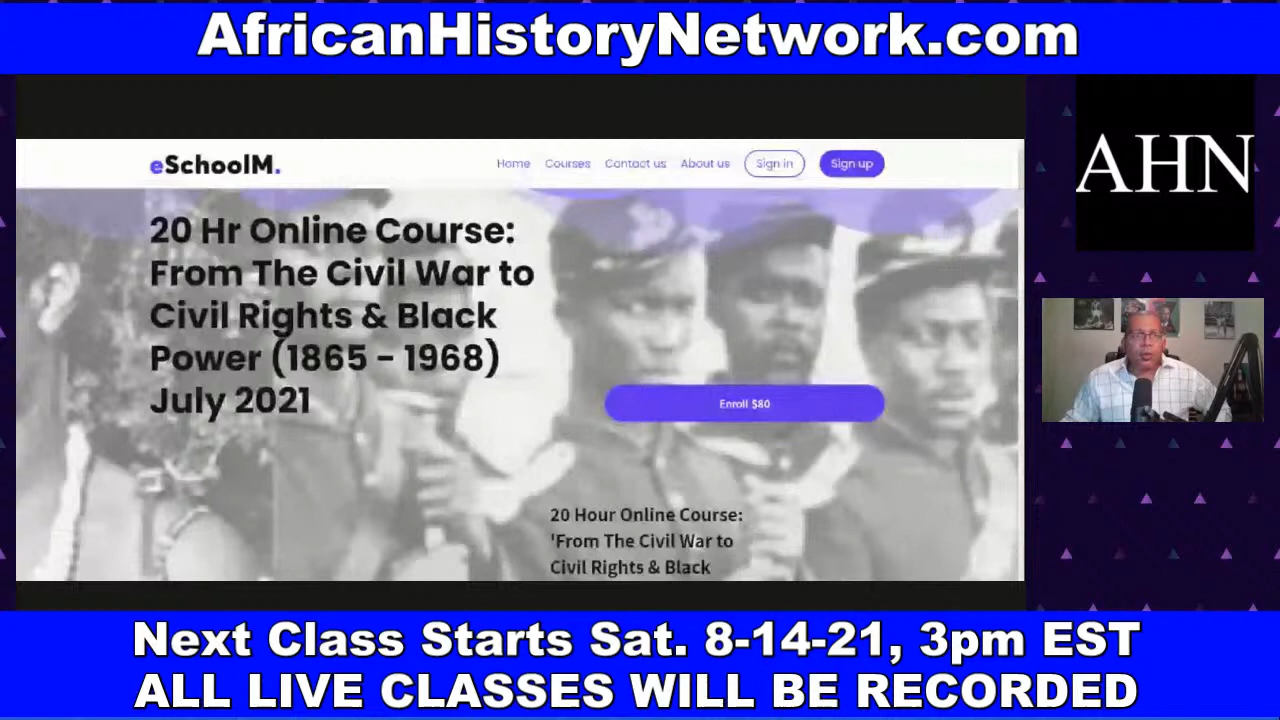 AfricanHistoryNetwork.com
eSchoolM.
Home Courses Contact us About us Sign in Sign up
AHN
20 Hr Online Course:
From The Civil War to
Civil Rights & Black
Power (1865 - 1968)
July 2021
Enroll $80
20 Hour Online Course:
'From The Civil War to
Civil Rights & Black
Next Class Starts Sat. 8-14-21, 3pm EST
ALL LIVE CLASSES WILL BE RECORDED